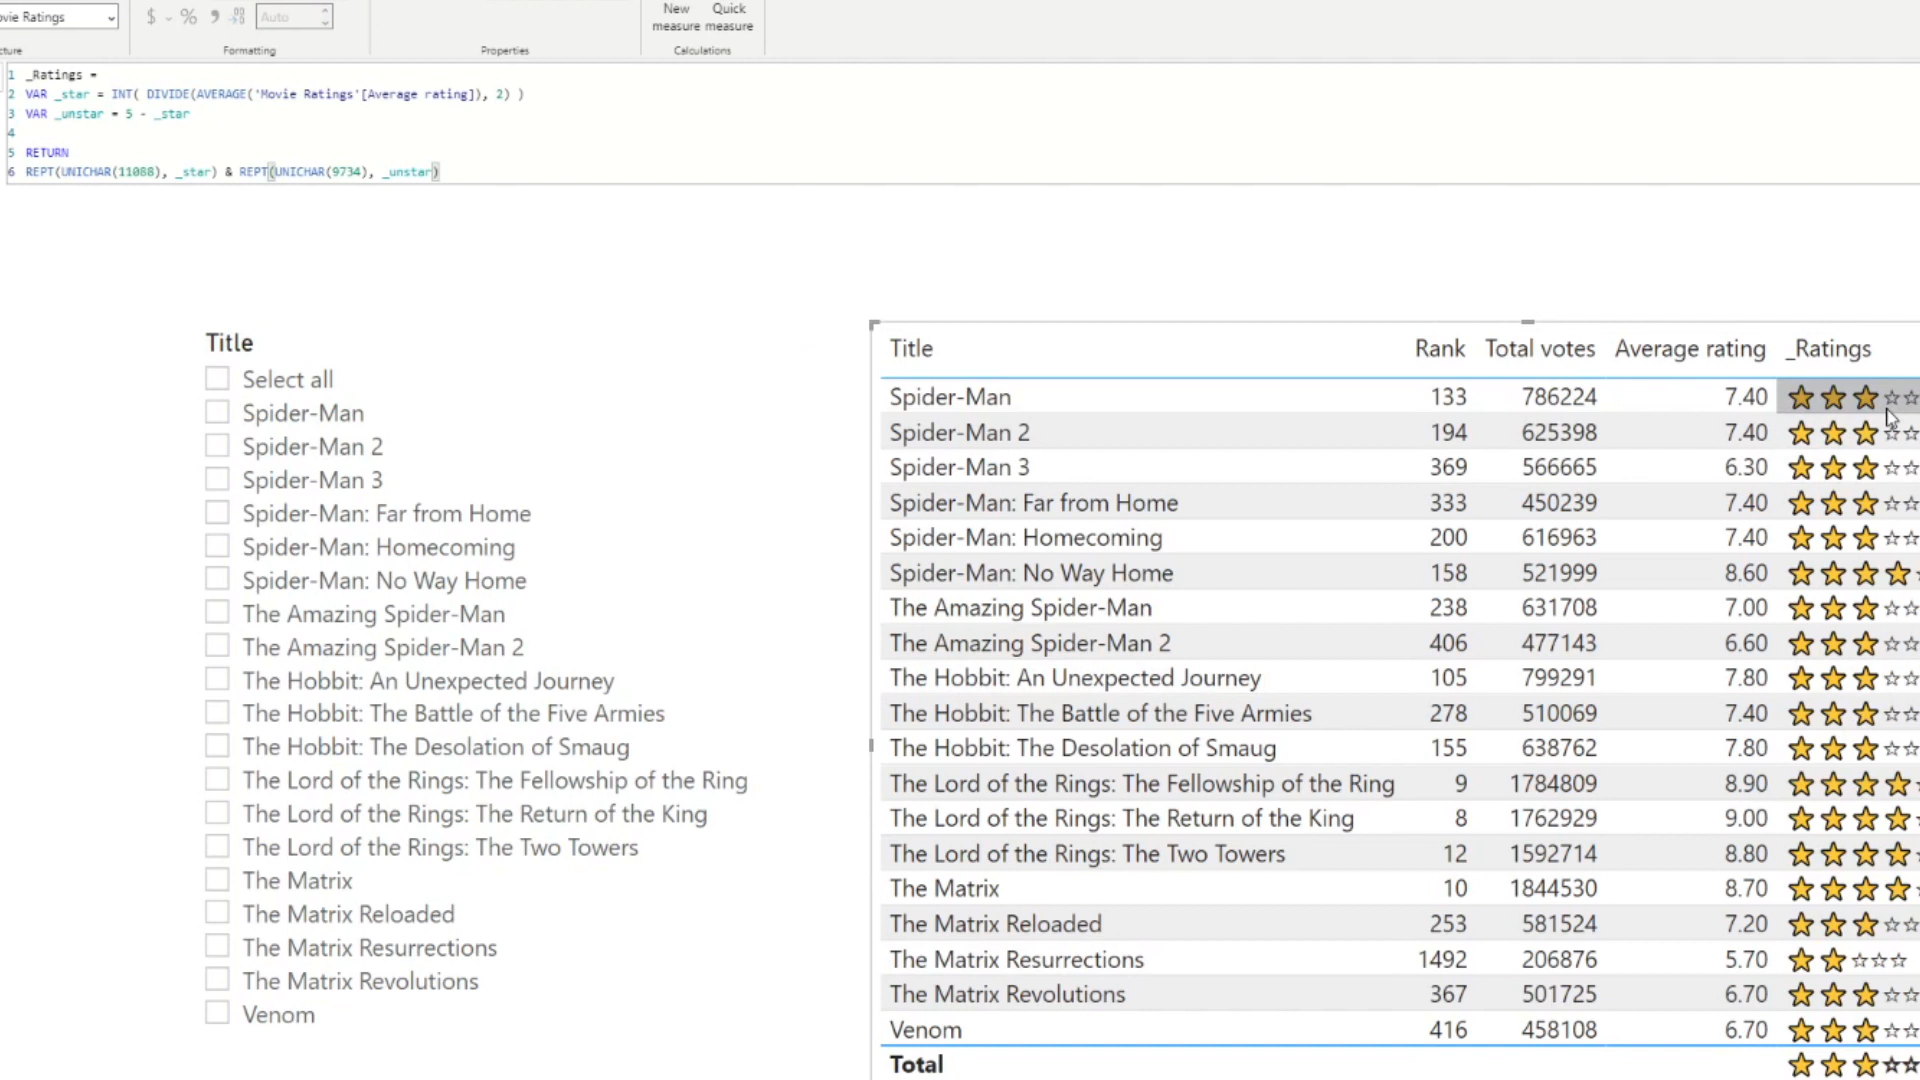 ovie Ratings
$ % Auto
New measure
Quick measure
cture
Formatting
Properties
Calculations
1 _Ratings =
2 VAR _star = INT( DIVIDE(AVERAGE('Movie Ratings'[Average rating]), 2) )
3 VAR _unstar = 5 - _star
4
5 RETURN
6 REPT(UNICHAR(11088), _star) & REPT(UNICHAR(9734), _unstar)
Title
Select all
Spider-Man
Spider-Man 2
Spider-Man 3
Spider-Man: Far from Home
Spider-Man: Homecoming
Spider-Man: No Way Home
The Amazing Spider-Man
The Amazing Spider-Man 2
The Hobbit: An Unexpected Journey
The Hobbit: The Battle of the Five Armies
The Hobbit: The Desolation of Smaug
The Lord of the Rings: The Fellowship of the Ring
The Lord of the Rings: The Return of the King
The Lord of the Rings: The Two Towers
The Matrix
The Matrix Reloaded
The Matrix Resurrections
The Matrix Revolutions
Venom
Title Rank Total votes Average rating _Ratings
Spider-Man 133 786224 7.40
Spider-Man 2 194 625398 7.40
Spider-Man 3 369 566665 6.30
Spider-Man: Far from Home 333 450239 7.40
Spider-Man: Homecoming 200 616963 7.40
Spider-Man: No Way Home 158 521999 8.60
The Amazing Spider-Man 238 631708 7.00
The Amazing Spider-Man 2 406 477143 6.60
The Hobbit: An Unexpected Journey 105 799291 7.80
The Hobbit: The Battle of the Five Armies 278 510069 7.40
The Hobbit: The Desolation of Smaug 155 638762 7.80
The Lord of the Rings: The Fellowship of the Ring 9 1784809 8.90
The Lord of the Rings: The Return of the King 8 1762929 9.00
The Lord of the Rings: The Two Towers 12 1592714 8.80
The Matrix 10 1844530 8.70
The Matrix Reloaded 253 581524 7.20
The Matrix Resurrections 1492 206876 5.70
The Matrix Revolutions 367 501725 6.70
Venom 416 458108 6.70
Total